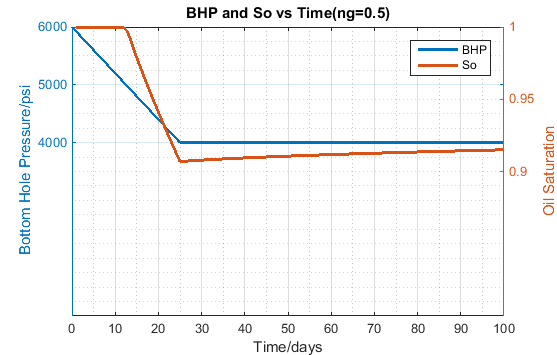 BHP and So vs Time(ng=0.5)
6000
5000
4000
Bottom Hole Pressure/psi
BHP
So
1
0.95
0.9
Oil Saturation
0 10 20 30 40 50 60 70 80 90 100
Time/days